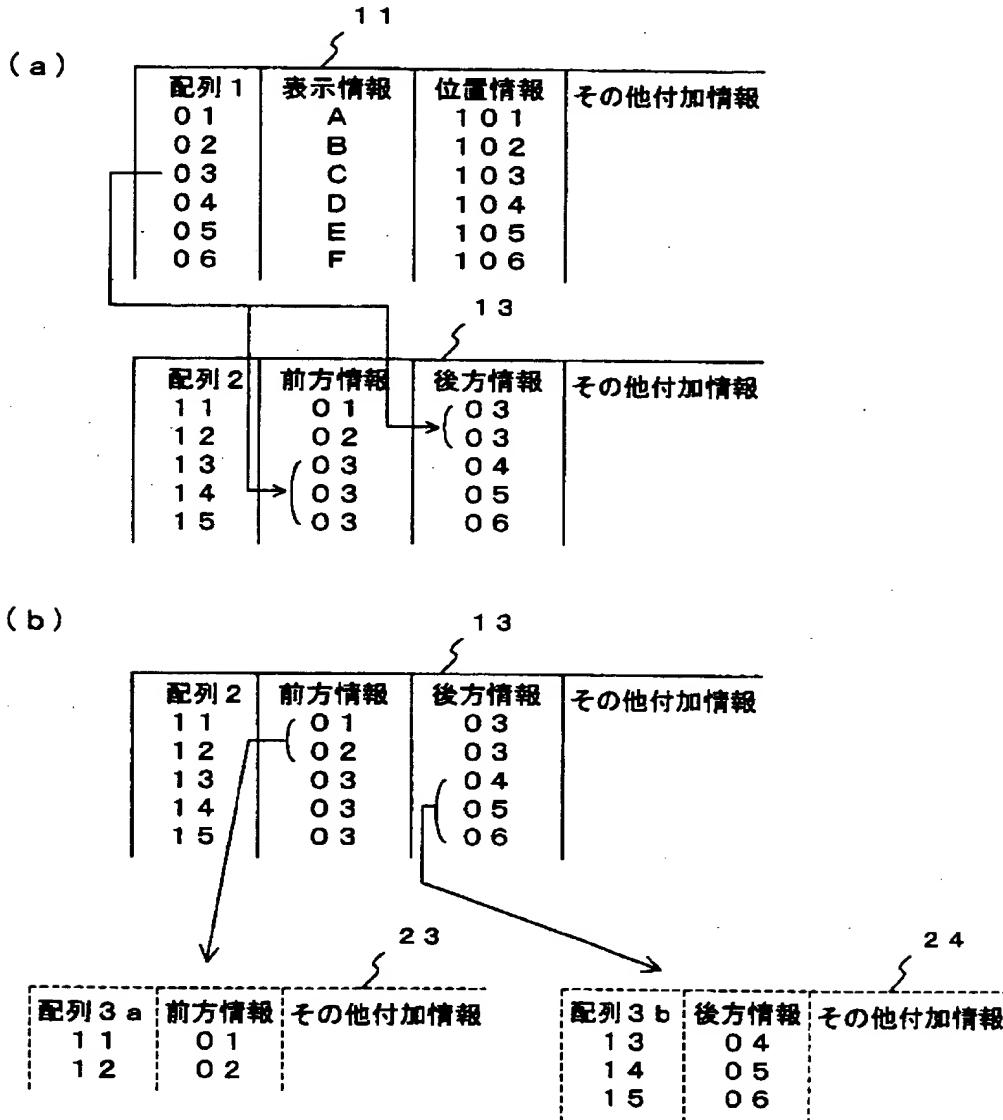 11
(a)
配列1 表示情報 位置情報 その他付加情報
01 A 101
02 B 102
03 C 103
04 D 104
05 E 105
06 F 106
13
配列2 前方情報 後方情報 その他付加情報
11 01 03
12 02 03
13 03 04
14 03 05
15 03 06
(b)
13
配列2 前方情報 後方情報 その他付加情報
11 01 03
12 02 03
13 03 04
14 03 05
15 03 06
23
配列3a 前方情報 その他付加情報
11 01
12 02
24
配列3b 後方情報 その他付加情報
13 04
14 05
15 06